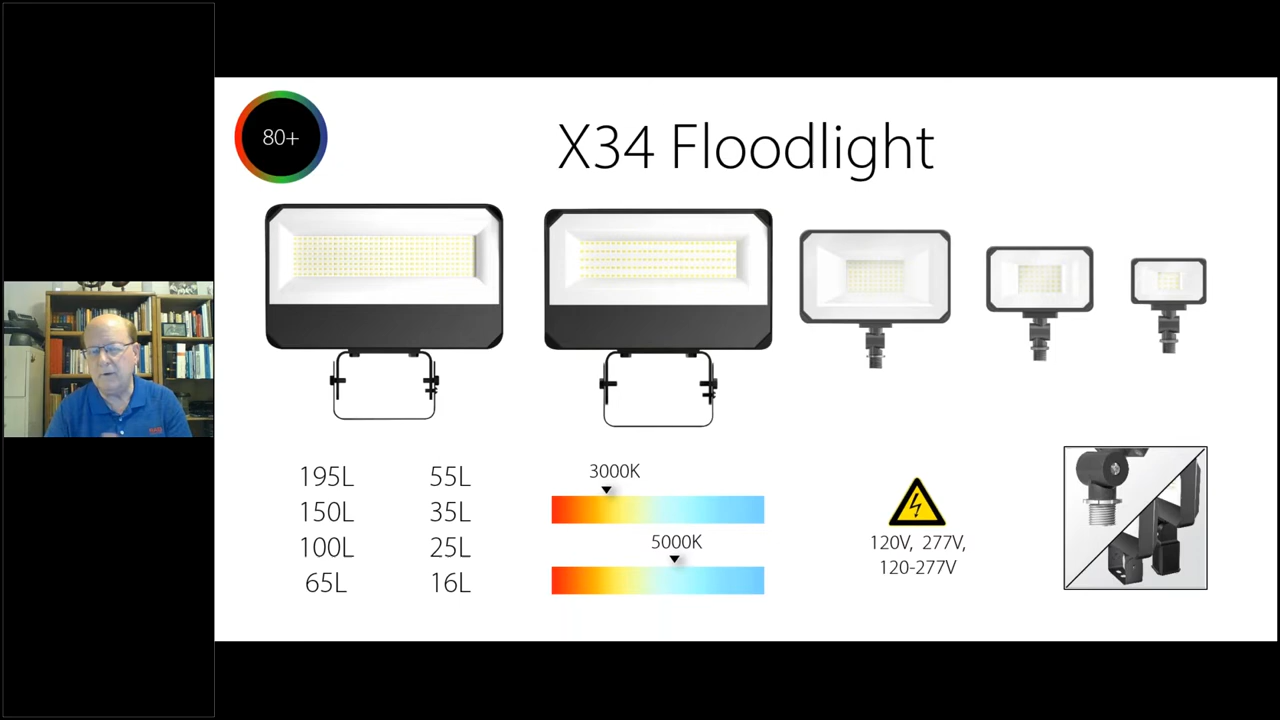 80+
X34 Floodlight
195L 55L
150L 35L
100L 25L
65L 16L
3000K
5000K
120V, 277V,
120-277V